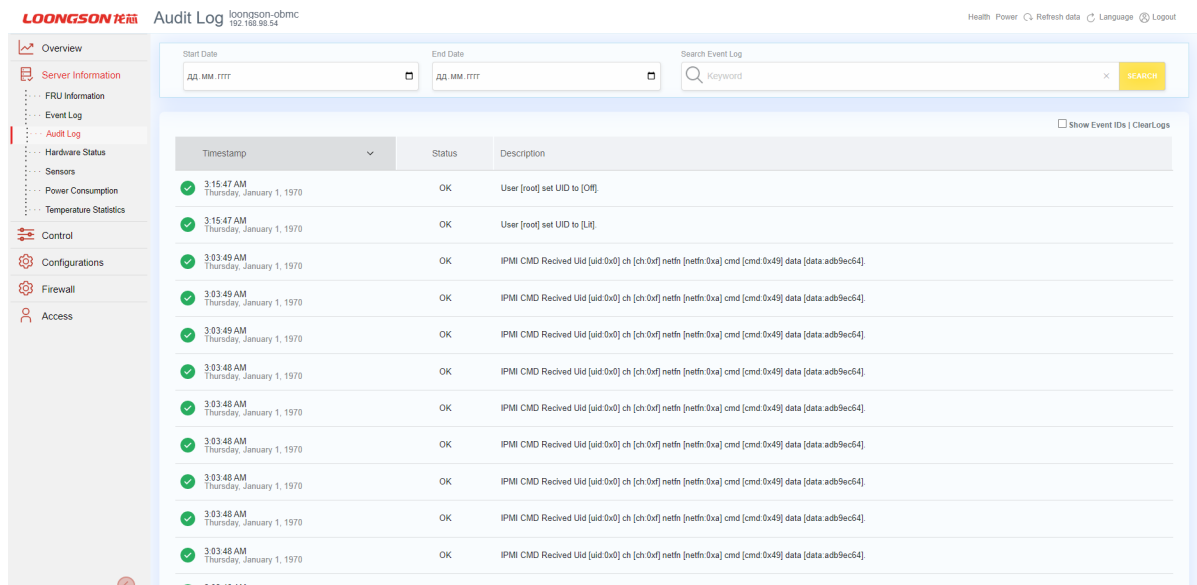 LOONGSON龙芯 Audit Log loongson-obmc
192.168.98.54
Health Power Refresh data Language Logout
Overview
Server Information
FRU Information
Event Log
Audit Log
Hardware Status
Sensors
Power Consumption
Temperature Statistics
Control
Configurations
Firewall
Access
Start Date
дд.мм.гггг
End Date
дд.мм.гггг
Search Event Log
Keyword
SEARCH
Show Event IDs | ClearLogs
Timestamp Status Description
3:15:47 AM
Thursday, January 1, 1970
OK
User [root] set UID to [Off].
3:15:47 AM
Thursday, January 1, 1970
OK
User [root] set UID to [Lit].
3:03:49 AM
Thursday, January 1, 1970
OK
IPMI CMD Recived Uid [uid:0x0] ch [ch:0xf] netfn [netfn:0xa] cmd [cmd:0x49] data [data:adb9ec64].
3:03:49 AM
Thursday, January 1, 1970
OK
IPMI CMD Recived Uid [uid:0x0] ch [ch:0xf] netfn [netfn:0xa] cmd [cmd:0x49] data [data:adb9ec64].
3:03:49 AM
Thursday, January 1, 1970
OK
IPMI CMD Recived Uid [uid:0x0] ch [ch:0xf] netfn [netfn:0xa] cmd [cmd:0x49] data [data:adb9ec64].
3:03:48 AM
Thursday, January 1, 1970
OK
IPMI CMD Recived Uid [uid:0x0] ch [ch:0xf] netfn [netfn:0xa] cmd [cmd:0x49] data [data:adb9ec64].
3:03:48 AM
Thursday, January 1, 1970
OK
IPMI CMD Recived Uid [uid:0x0] ch [ch:0xf] netfn [netfn:0xa] cmd [cmd:0x49] data [data:adb9ec64].
3:03:48 AM
Thursday, January 1, 1970
OK
IPMI CMD Recived Uid [uid:0x0] ch [ch:0xf] netfn [netfn:0xa] cmd [cmd:0x49] data [data:adb9ec64].
3:03:48 AM
Thursday, January 1, 1970
OK
IPMI CMD Recived Uid [uid:0x0] ch [ch:0xf] netfn [netfn:0xa] cmd [cmd:0x49] data [data:adb9ec64].
3:03:48 AM
Thursday, January 1, 1970
OK
IPMI CMD Recived Uid [uid:0x0] ch [ch:0xf] netfn [netfn:0xa] cmd [cmd:0x49] data [data:adb9ec64].
3:03:48 AM
Thursday, January 1, 1970
OK
IPMI CMD Recived Uid [uid:0x0] ch [ch:0xf] netfn [netfn:0xa] cmd [cmd:0x49] data [data:adb9ec64].